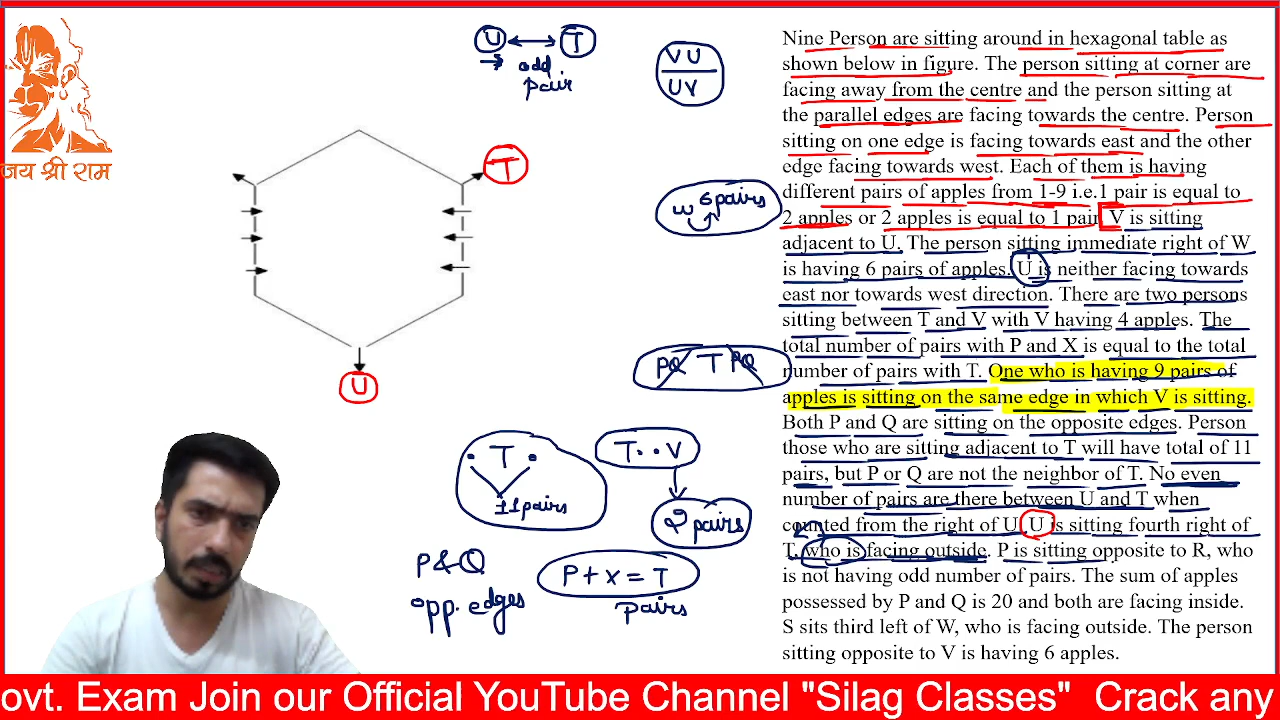 जय श्री राम
U ↔ T
odd
pair
VU
UV
T
W 6 pairs
U
PQ T PQ
. T .
11 pairs
T . . V
2 pairs
P & Q
opp. edges
P + x = T
pairs
Nine Person are sitting around in hexagonal table as
shown below in figure. The person sitting at corner are
facing away from the centre and the person sitting at
the parallel edges are facing towards the centre. Person
sitting on one edge is facing towards east and the other
edge facing towards west. Each of them is having
different pairs of apples from 1-9 i.e.1 pair is equal to
2 apples or 2 apples is equal to 1 pair. V is sitting
adjacent to U. The person sitting immediate right of W
is having 6 pairs of apples. U is neither facing towards
east nor towards west direction. There are two persons
sitting between T and V with V having 4 apples. The
total number of pairs with P and X is equal to the total
number of pairs with T. One who is having 9 pairs of
apples is sitting on the same edge in which V is sitting.
Both P and Q are sitting on the opposite edges. Person
those who are sitting adjacent to T will have total of 11
pairs, but P or Q are not the neighbor of T. No even
number of pairs are there between U and T when
counted from the right of U. U is sitting fourth right of
T, who is facing outside. P is sitting opposite to R, who
is not having odd number of pairs. The sum of apples
possessed by P and Q is 20 and both are facing inside.
S sits third left of W, who is facing outside. The person
sitting opposite to V is having 6 apples.
ovt. Exam Join our Official YouTube Channel "Silag Classes" Crack any